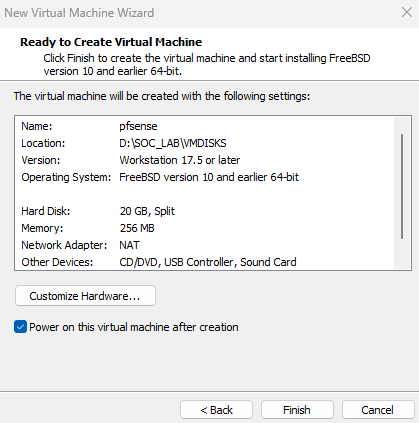 New Virtual Machine Wizard
Ready to Create Virtual Machine
Click Finish to create the virtual machine and start installing FreeBSD
version 10 and earlier 64-bit.
The virtual machine will be created with the following settings:
Name: pfsense
Location: D:\SOC_LAB\VMDISKS
Version: Workstation 17.5 or later
Operating System: FreeBSD version 10 and earlier 64-bit
Hard Disk: 20 GB, Split
Memory: 256 MB
Network Adapter: NAT
Other Devices: CD/DVD, USB Controller, Sound Card
Customize Hardware...
Power on this virtual machine after creation
< Back Finish Cancel